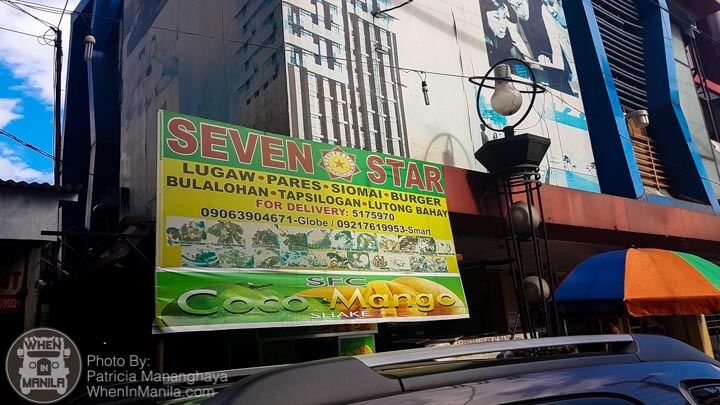 SEVEN STAR
LUGAW • PARES • SIOMAI • BURGER
BULALOHAN • TAPSILOGAN • LUTONG BAHAY
FOR DELIVERY: 5175970
09063904671-Globe / 09217619953-Smart
SFC
Coco Mango
SHAKE
WHEN
IN
MANILA
Photo By:
Patricia Mananghaya
WhenInManila.com